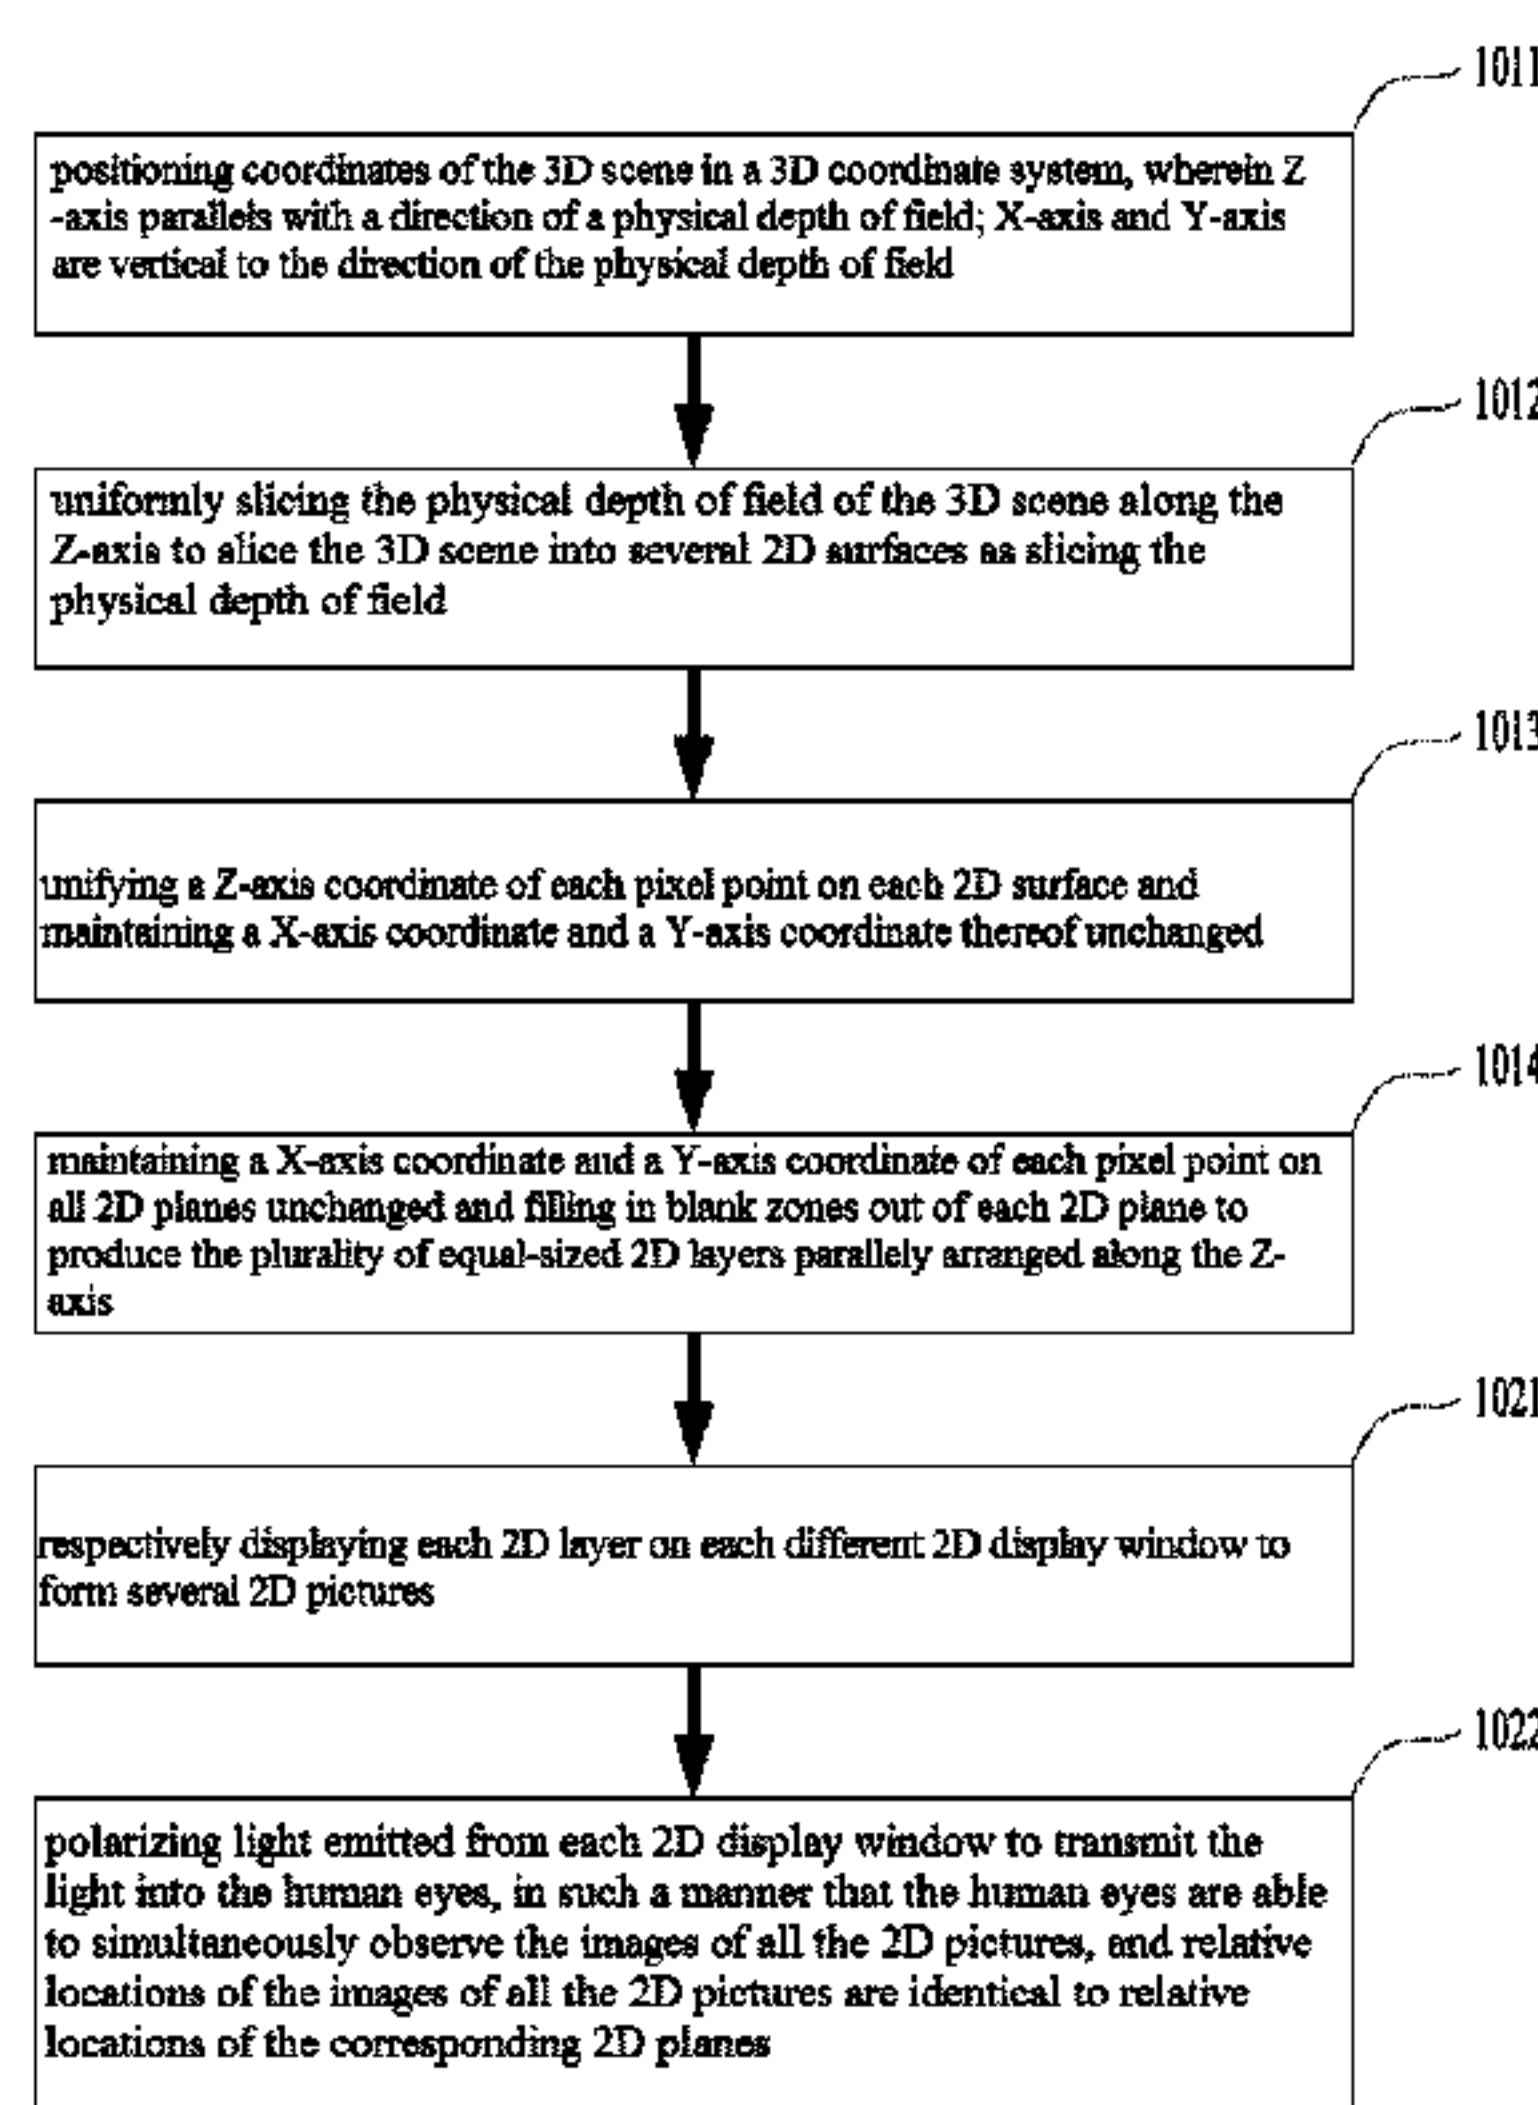 1011
positioning coordinates of the 3D scene in a 3D coordinate system, wherein Z
-axis parallels with a direction of a physical depth of field; X-axis and Y-axis
are vertical to the direction of the physical depth of field
1012
uniformly slicing the physical depth of field of the 3D scene along the
Z-axis to alice the 3D scene into several 2D surfaces as slicing the
physical depth of field
1013
unifying a Z-axis coordinate of each pixel point on each 2D surface and
maintaining a X-axis coordinate and a Y-axis coordinate thereof unchanged
1014
maintaining a X-axis coordinate and a Y-axis coordinate of each pixel point on
all 2D planes unchanged and filling in blank zones out of each 2D plane to
produce the plurality of equal-sized 2D layers parallely arranged along the Z-
axis
1021
respectively displaying each 2D layer on each different 2D display window to
form several 2D pictures
1022
polarizing light emitted from each 2D display window to transmit the
light into the human eyes, in such a manner that the human eyes are able
to simultaneously observe the images of all the 2D pictures, and relative
locations of the images of all the 2D pictures are identical to relative
locations of the corresponding 2D planes